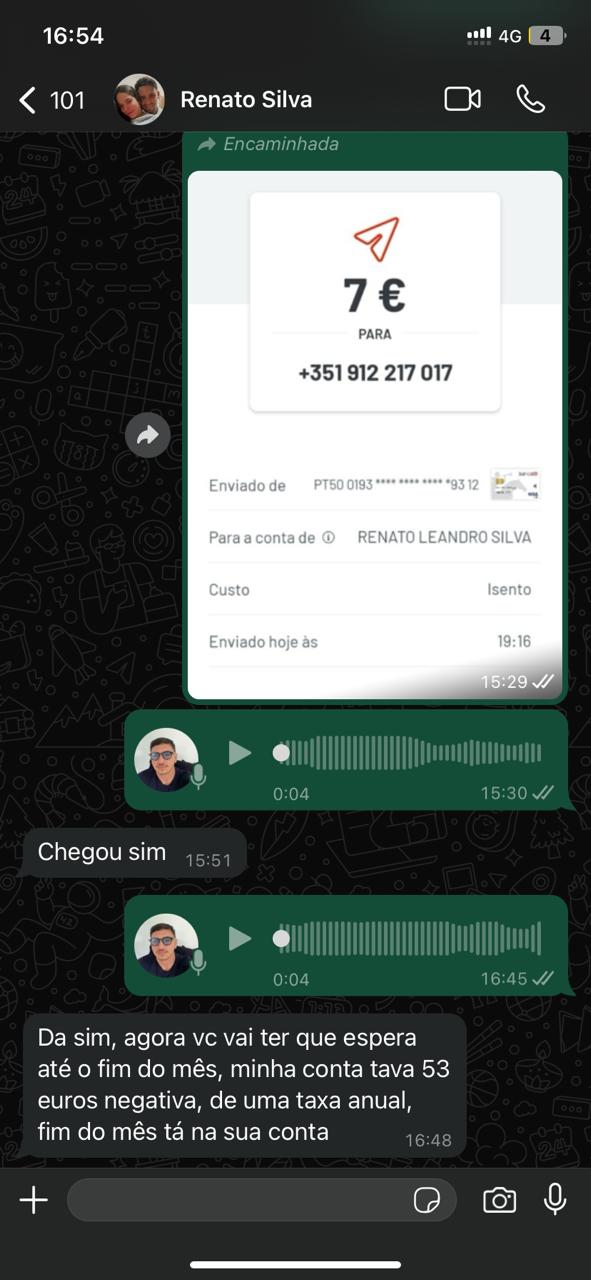 16:54
4G 4
101 Renato Silva
Encaminhada
7 €
PARA
+351 912 217 017
Enviado de PT50 0193 **** **** **** *93 12
Para a conta de RENATO LEANDRO SILVA
Custo Isento
Enviado hoje às 19:16
15:29
0:04 15:30
Chegou sim 15:51
0:04 16:45
Da sim, agora vc vai ter que espera
até o fim do mês, minha conta tava 53
euros negativa, de uma taxa anual,
fim do mês tá na sua conta 16:48